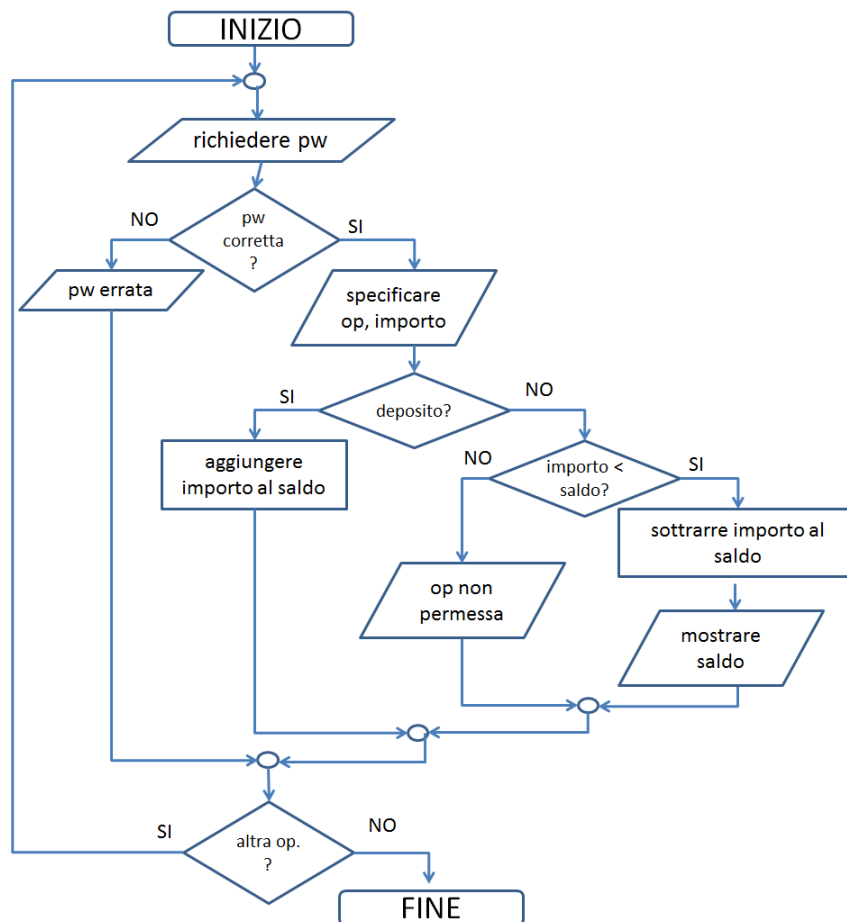 INIZIO
richiedere pw
NO
pw
corretta
?
SI
pw errata
specificare
op, importo
SI
deposito?
NO
aggiungere
importo al saldo
NO
importo <
saldo?
SI
sottrarre importo al
saldo
op non
permessa
mostrare
saldo
SI
altra op.
?
NO
FINE